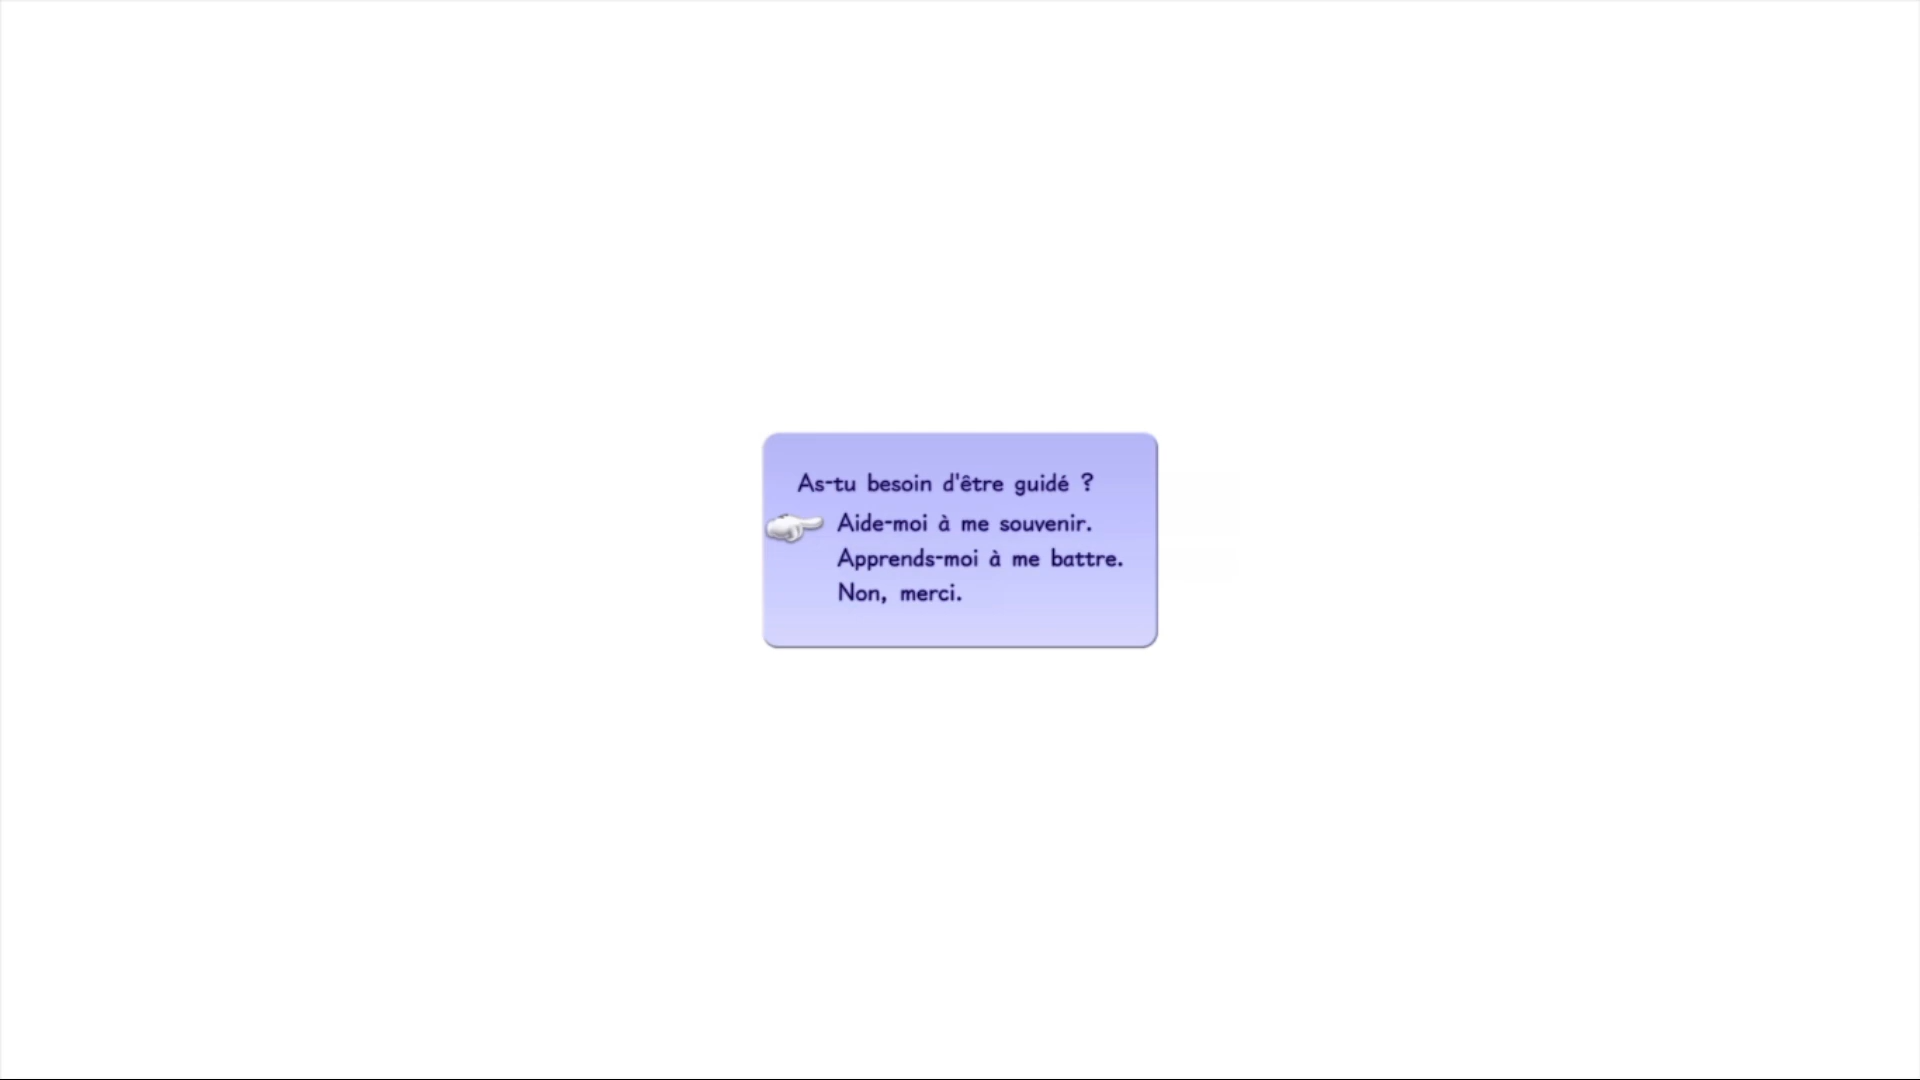 As-tu besoin d'être guidé ?
Aide-moi à me souvenir.
Apprends-moi à me battre.
Non, merci.